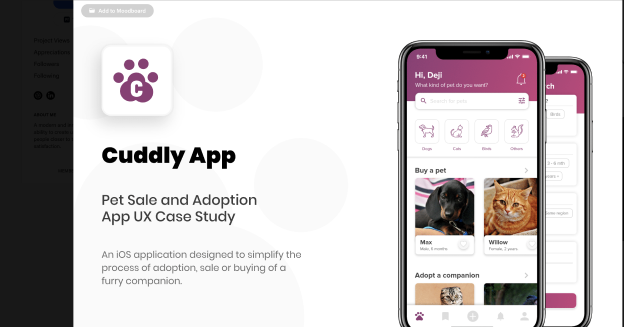 Add to Moodboard
C
Cuddly App
Pet Sale and Adoption
App UX Case Study
An iOS application designed to simplify the
process of adoption, sale or buying of a
furry companion.
9:41
Hi, Deji
What kind of pet do you want?
Search for pets
Dogs
Cats
Birds
Others
Buy a pet
Max
Male, 6 months
Willow
Female, 2 years
Adopt a companion
Birds
Following